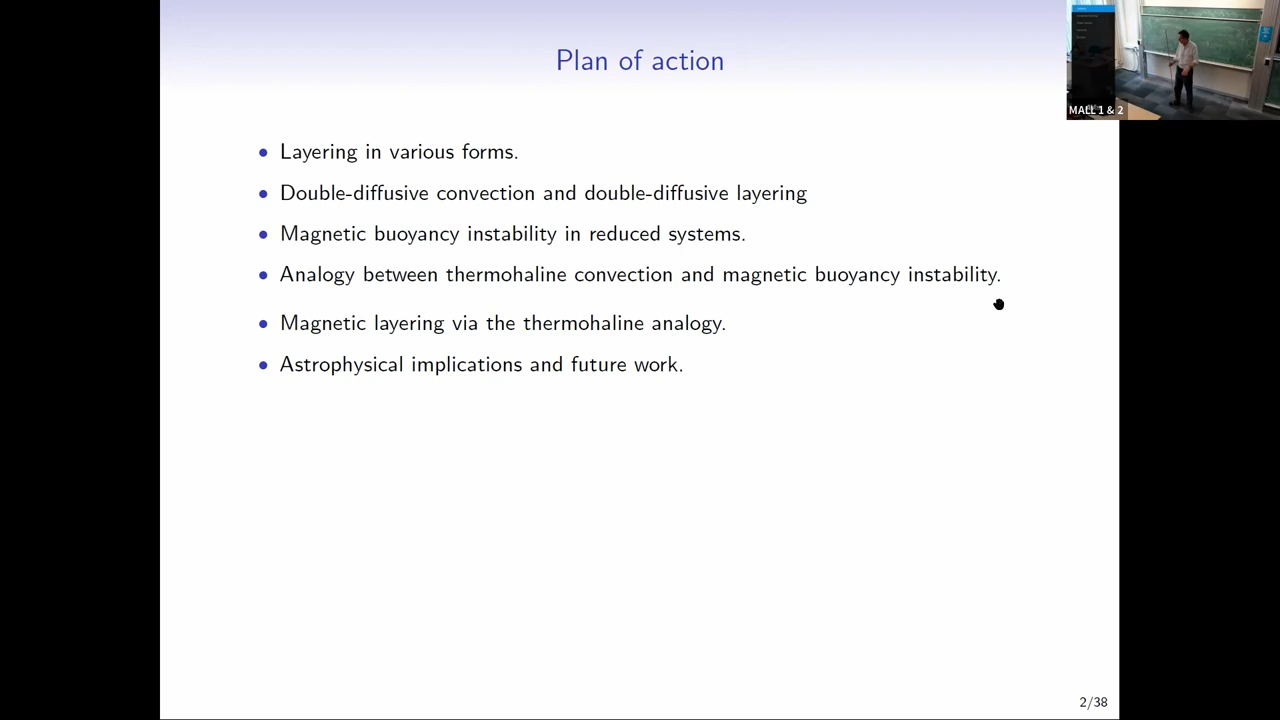 Plan of action
MALL 1 & 2
• Layering in various forms.
• Double-diffusive convection and double-diffusive layering
• Magnetic buoyancy instability in reduced systems.
• Analogy between thermohaline convection and magnetic buoyancy instability.
• Magnetic layering via the thermohaline analogy.
• Astrophysical implications and future work.
2/38